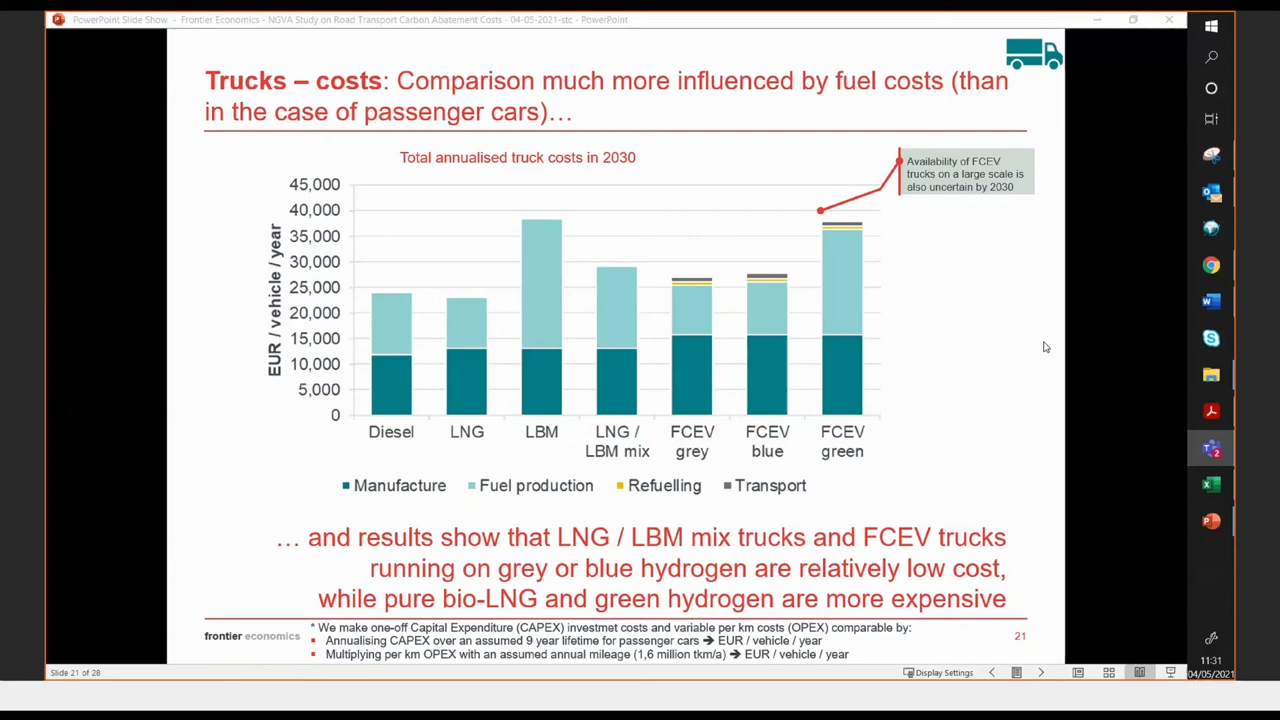 PowerPoint Slide Show - Frontier Economics - NGVA Study on Road Transport Carbon Abatement Costs - 04-05-2021-stc - PowerPoint
Trucks – costs: Comparison much more influenced by fuel costs (than
in the case of passenger cars)…
Total annualised truck costs in 2030
Availability of FCEV
trucks on a large scale is
also uncertain by 2030
EUR / vehicle / year
45,000
40,000
35,000
30,000
25,000
20,000
15,000
10,000
5,000
0
Diesel
LNG
LBM
LNG /
LBM mix
FCEV
grey
FCEV
blue
FCEV
green
Manufacture
Fuel production
Refuelling
Transport
… and results show that LNG / LBM mix trucks and FCEV trucks
running on grey or blue hydrogen are relatively low cost,
while pure bio-LNG and green hydrogen are more expensive
* We make one-off Capital Expenditure (CAPEX) investmet costs and variable per km costs (OPEX) comparable by:
Annualising CAPEX over an assumed 9 year lifetime for passenger cars ➔ EUR / vehicle / year
Multiplying per km OPEX with an assumed annual mileage (1,6 million tkm/a) ➔ EUR / vehicle / year
frontier economics
21
Slide 21 of 28
Display Settings
11:31
04/05/2021